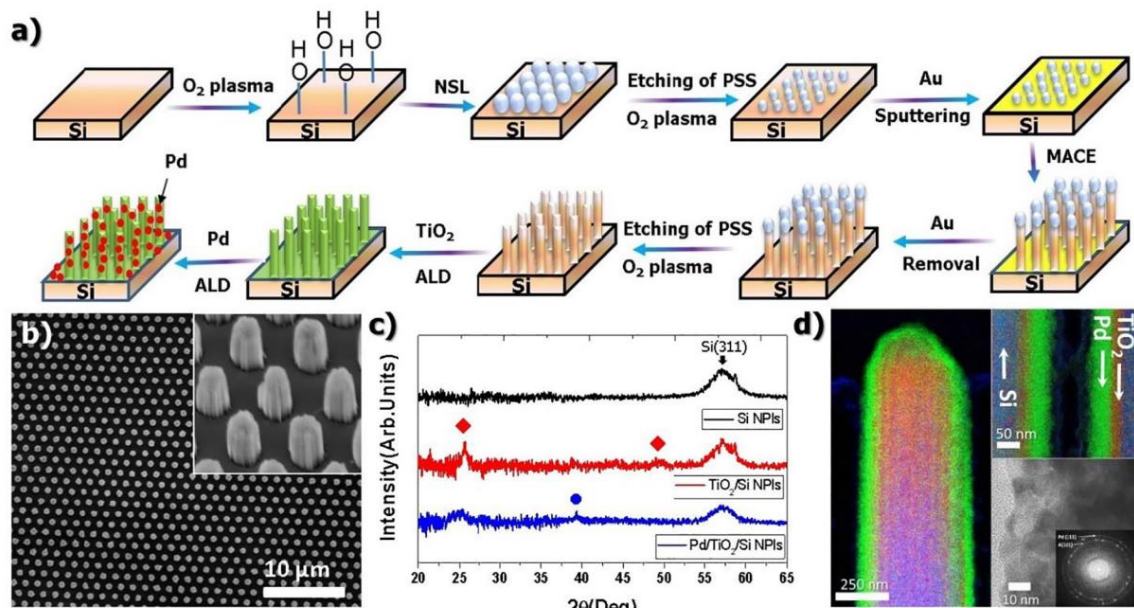 a)
H
O
H
O
H
O
H
O
O₂ plasma
NSL
Etching of PSS
O₂ plasma
Au
Sputtering
Si
Si
Si
Si
Si
MACE
Pd
Pd
ALD
TiO₂
ALD
Etching of PSS
O₂ plasma
Au
Removal
Si
Si
Si
Si
Si
b)
10 µm
c)
Intensity(Arb.Units)
Si(311)
Si NPIs
TiO₂/Si NPIs
Pd/TiO₂/Si NPIs
20 25 30 35 40 45 50 55 60 65
2θ(Deg)
d)
250 nm
Si
Pd
TiO₂
50 nm
10 nm